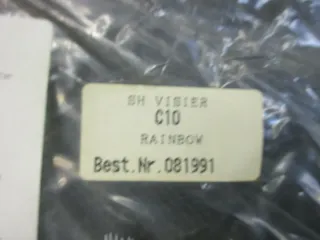 SH VISIER
C10
RAINBOW
Best.Nr.081991